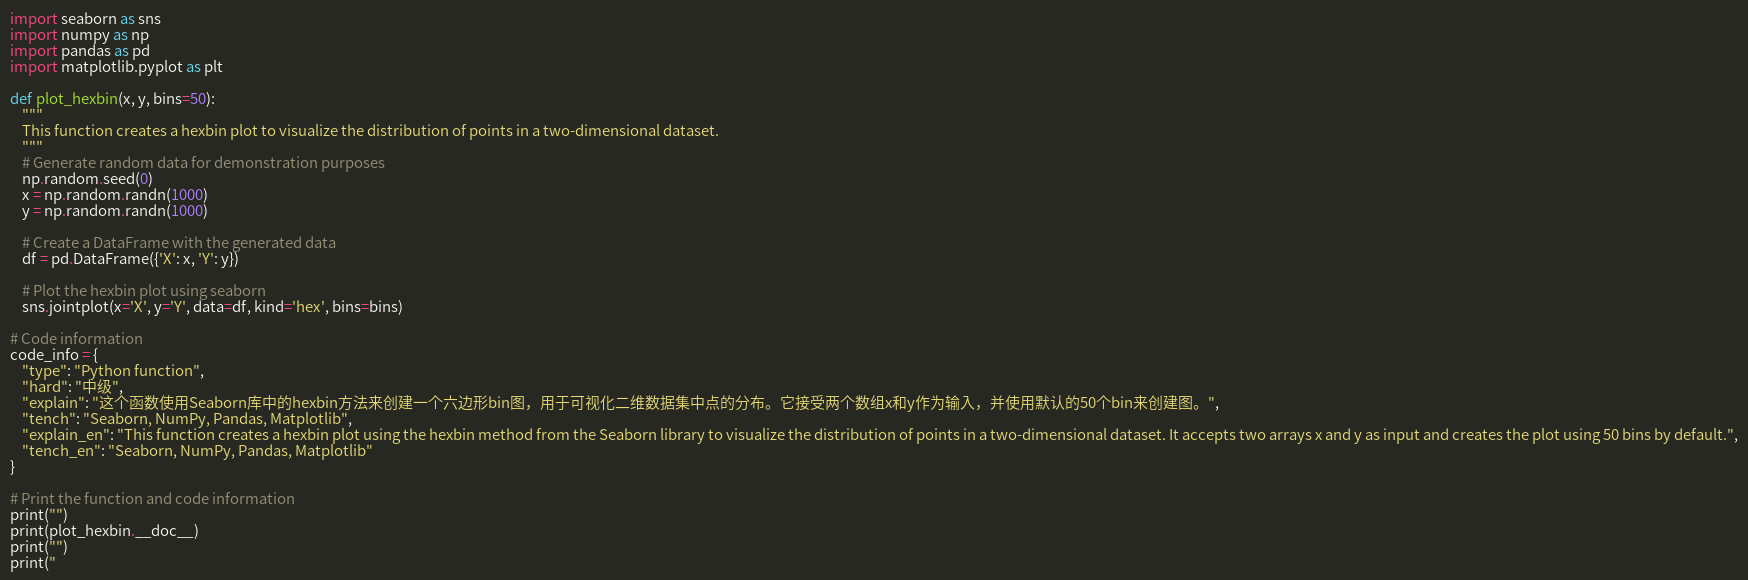 import seaborn as sns
import numpy as np
import pandas as pd
import matplotlib.pyplot as plt

def plot_hexbin(x, y, bins=50):
    """
    This function creates a hexbin plot to visualize the distribution of points in a two-dimensional dataset.
    """
    # Generate random data for demonstration purposes
    np.random.seed(0)
    x = np.random.randn(1000)
    y = np.random.randn(1000)

    # Create a DataFrame with the generated data
    df = pd.DataFrame({'X': x, 'Y': y})

    # Plot the hexbin plot using seaborn
    sns.jointplot(x='X', y='Y', data=df, kind='hex', bins=bins)

# Code information
code_info = {
    "type": "Python function",
    "hard": "中级",
    "explain": "这个函数使用Seaborn库中的hexbin方法来创建一个六边形bin图，用于可视化二维数据集中点的分布。它接受两个数组x和y作为输入，并使用默认的50个bin来创建图。",
    "tench": "Seaborn, NumPy, Pandas, Matplotlib",
    "explain_en": "This function creates a hexbin plot using the hexbin method from the Seaborn library to visualize the distribution of points in a two-dimensional dataset. It accepts two arrays x and y as input and creates the plot using 50 bins by default.",
    "tench_en": "Seaborn, NumPy, Pandas, Matplotlib"
}

# Print the function and code information
print("")
print(plot_hexbin.__doc__)
print("")
print("